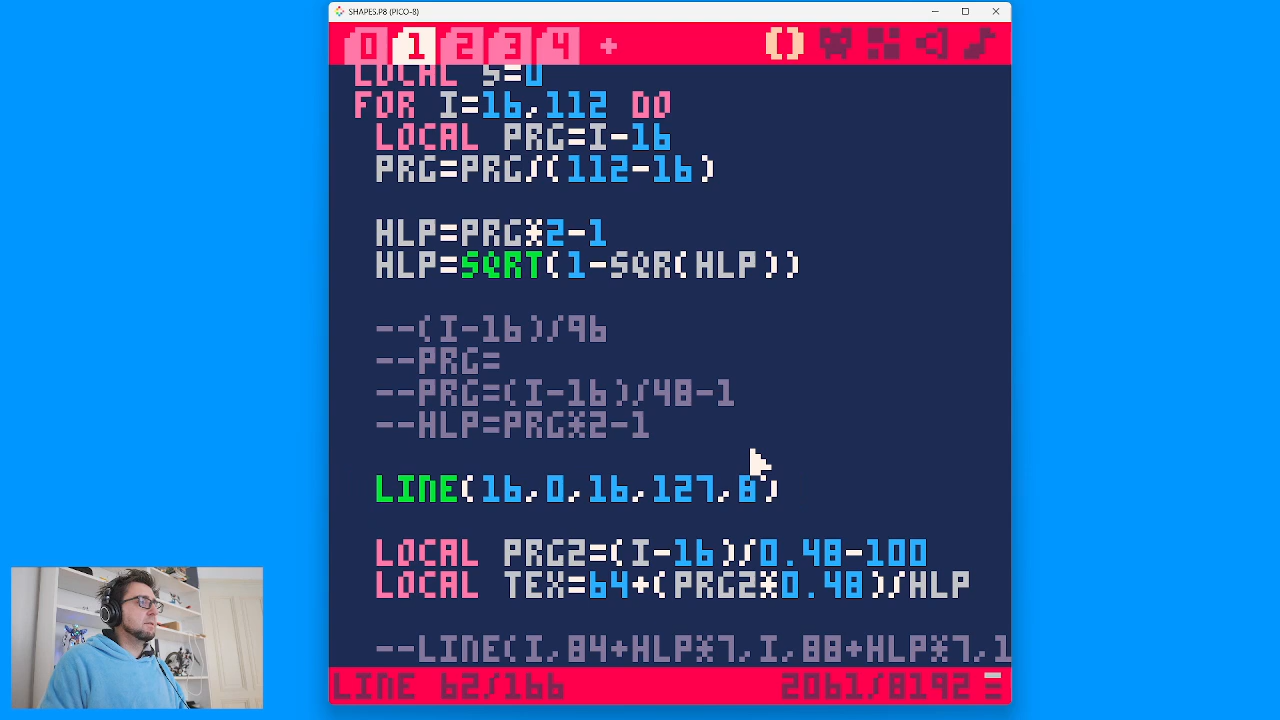 SHAPES.P8 (PICO-8)
0 1 2 3 4 +
LOCAL S=0
FOR I=16,112 DO
LOCAL PRG=I-16
PRG=PRG/(112-16)
HLP=PRG*2-1
HLP=SQRT(1-SQR(HLP))
--(I-16)/96
--PRG=
--PRG=(I-16)/48-1
--HLP=PRG*2-1
LINE(16,0,16,127,8)
LOCAL PRG2=(I-16)/0.48-100
LOCAL TEX=64+(PRG2*0.48)/HLP
--LINE(I,84+HLP*7,I,88+HLP*7,1
LINE 62/166 2061/8192